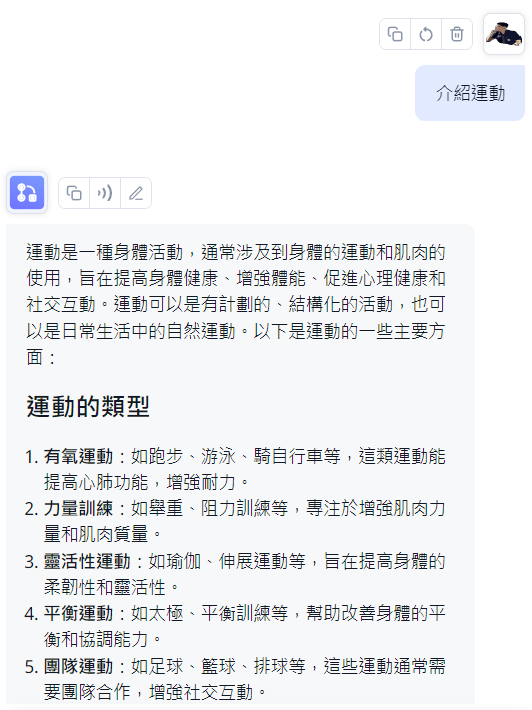 介紹運動
運動是一種身體活動，通常涉及到身體的運動和肌肉的
使用，旨在提高身體健康、增強體能、促進心理健康和
社交互動。運動可以是有計劃的、結構化的活動，也可
以是日常生活中的自然運動。以下是運動的一些主要方
面：
運動的類型
1. 有氧運動：如跑步、游泳、騎自行車等，這類運動能
提高心肺功能，增強耐力。
2. 力量訓練：如舉重、阻力訓練等，專注於增強肌肉力
量和肌肉質量。
3. 靈活性運動：如瑜伽、伸展運動等，旨在提高身體的
柔韌性和靈活性。
4. 平衡運動：如太極、平衡訓練等，幫助改善身體的平
衡和協調能力。
5. 團隊運動：如足球、籃球、排球等，這些運動通常需
要團隊合作，增強社交互動。